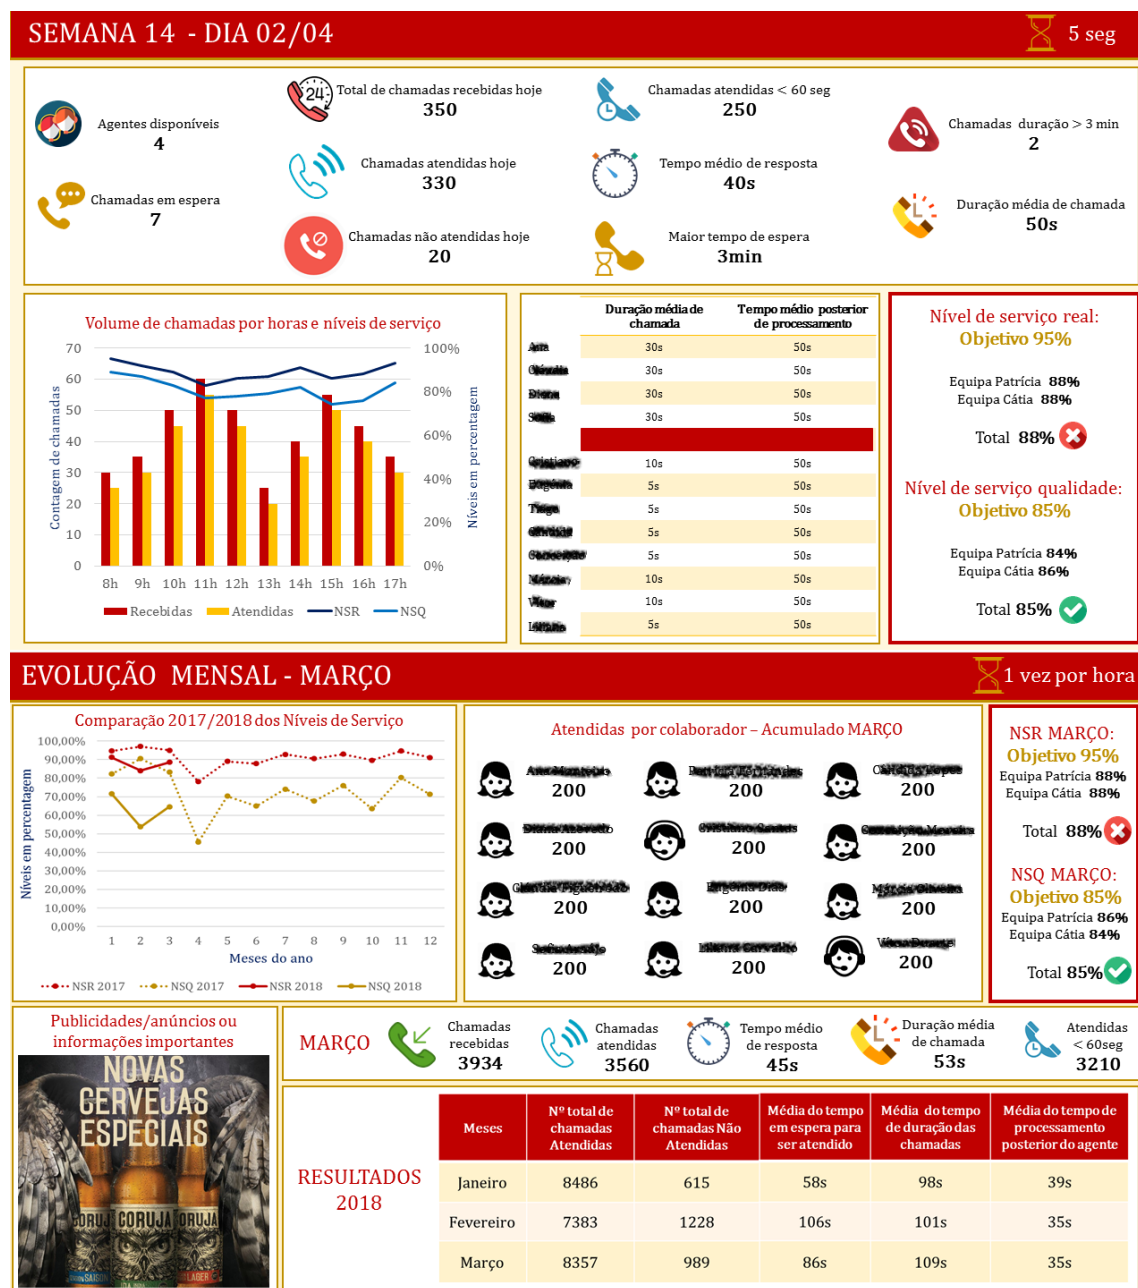 SEMANA 14 - DIA 02/04
5 seg
Agentes disponíveis
4
Chamadas em espera
7
24
Total de chamadas recebidas hoje
350
Chamadas atendidas hoje
330
Chamadas não atendidas hoje
20
Chamadas atendidas < 60 seg
250
Tempo médio de resposta
40s
Maior tempo de espera
3min
Chamadas duração > 3 min
2
Duração média de chamada
50s
Volume de chamadas por horas e níveis de serviço
Contagem de chamadas
70
60
50
40
30
20
10
0
100%
80%
60%
40%
20%
0%
Níveis em percentagem
8h 9h 10h 11h 12h 13h 14h 15h 16h 17h
Recebidas Atendidas NSR NSQ
Duração média de chamada Tempo médio posterior de processamento
30s 50s
30s 50s
30s 50s
30s 50s
10s 50s
5s 50s
5s 50s
5s 50s
5s 50s
10s 50s
10s 50s
5s 50s
Nível de serviço real:
Objetivo 95%
Equipa Patrícia 88%
Equipa Cátia 88%
Total 88%
Nível de serviço qualidade:
Objetivo 85%
Equipa Patrícia 84%
Equipa Cátia 86%
Total 85%
EVOLUÇÃO MENSAL - MARÇO
1 vez por hora
Comparação 2017/2018 dos Níveis de Serviço
Níveis em percentagem
100,00%
90,00%
80,00%
70,00%
60,00%
50,00%
40,00%
30,00%
20,00%
10,00%
0,00%
1 2 3 4 5 6 7 8 9 10 11 12
Meses do ano
NSR 2017 NSQ 2017 NSR 2018 NSQ 2018
Atendidas por colaborador – Acumulado MARÇO
200 200 200
200 200 200
200 200 200
200 200 200
NSR MARÇO:
Objetivo 95%
Equipa Patrícia 88%
Equipa Cátia 88%
Total 88%
NSQ MARÇO:
Objetivo 85%
Equipa Patrícia 86%
Equipa Cátia 84%
Total 85%
Publicidades/anúncios ou
informações importantes
NOVAS
CERVEJAS
ESPECIAIS
CORUJA
SAISON
LAGER
MARÇO
Chamadas
recebidas
3934
Chamadas
atendidas
3560
Tempo médio
de resposta
45s
Duração média
de chamada
53s
Atendidas
< 60seg
3210
RESULTADOS
2018
Meses Nº total de chamadas Atendidas Nº total de chamadas Não Atendidas Média do tempo em espera para ser atendido Média do tempo de duração das chamadas Média do tempo de processamento posterior do agente
Janeiro 8486 615 58s 98s 39s
Fevereiro 7383 1228 106s 101s 35s
Março 8357 989 86s 109s 35s